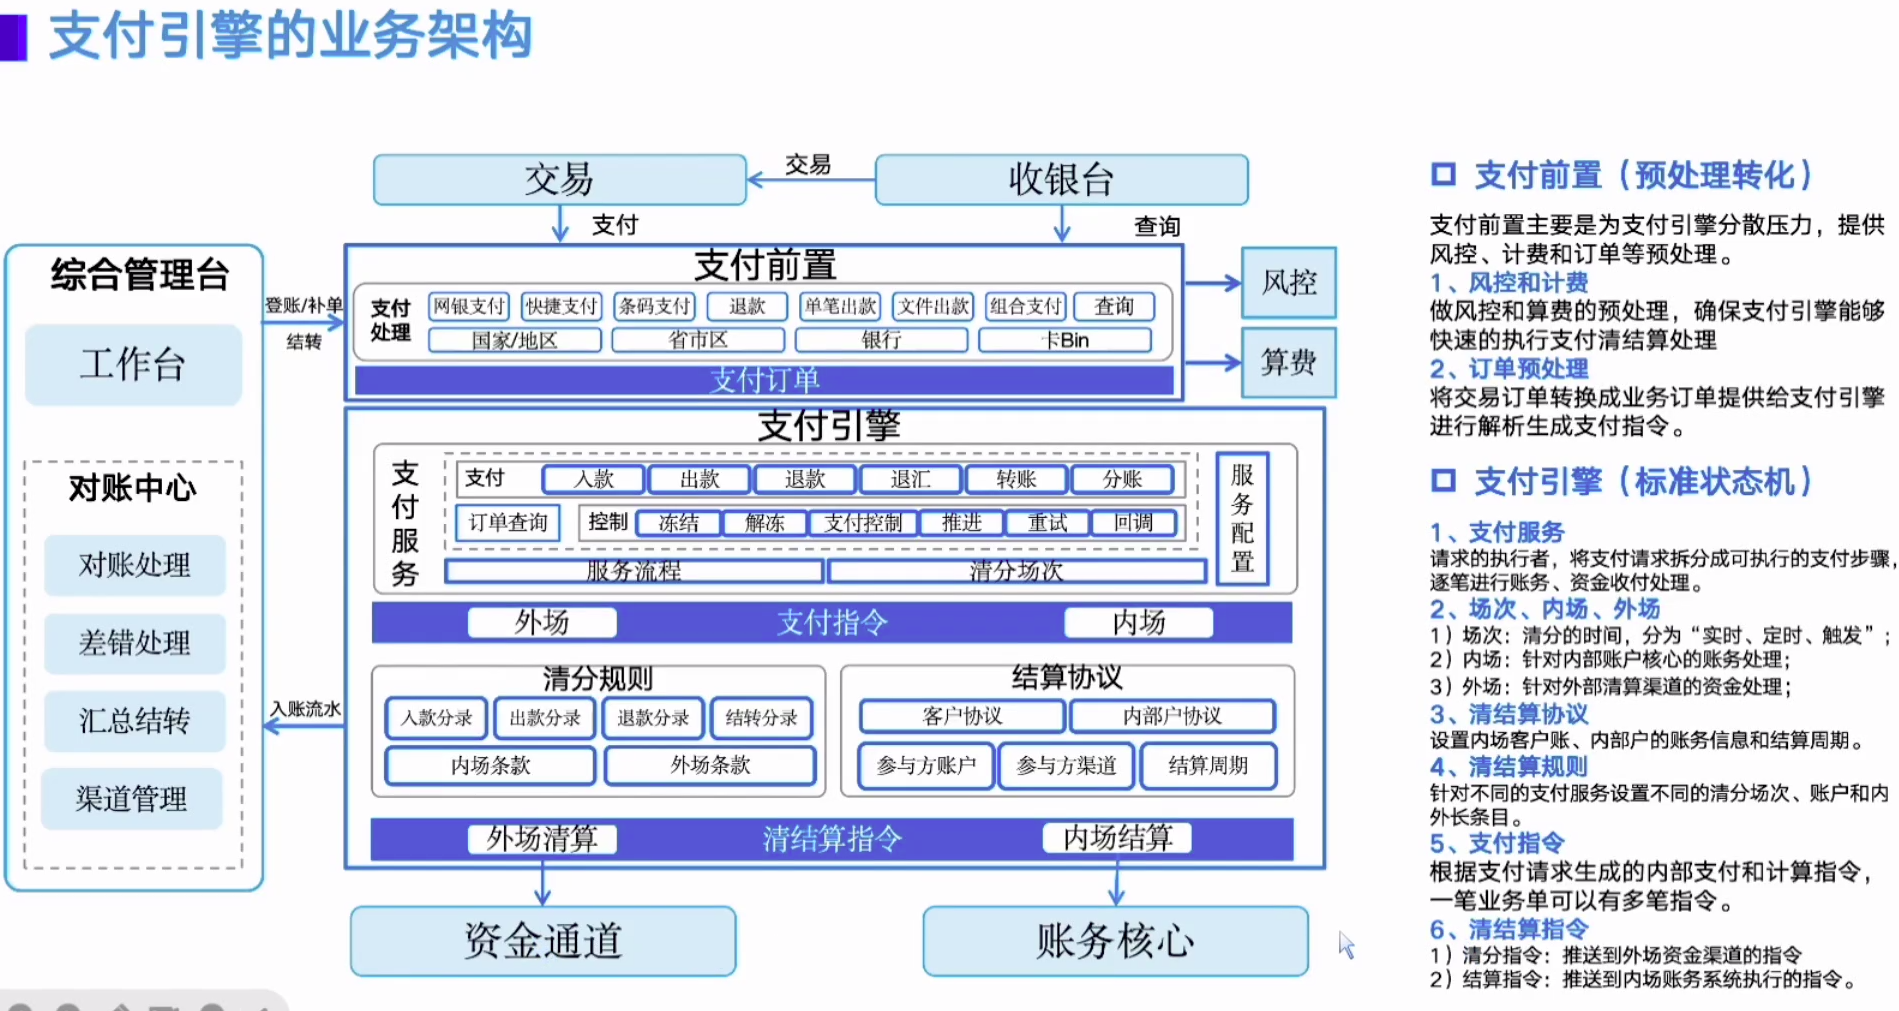 支付引擎的业务架构
交易
交易
收银台
支付
查询
综合管理台
工作台
对账中心
对账处理
差错处理
汇总结转
渠道管理
登账/补单
结转
入账流水
支付前置
支付
处理
网银支付 快捷支付 条码支付 退款 单笔出款 文件出款 组合支付 查询
国家/地区 省市区 银行 卡Bin
支付订单
风控
算费
支付引擎
支付服务
支付 入款 出款 退款 退汇 转账 分账
订单查询 控制 冻结 解冻 支付控制 推进 重试 回调
服务流程 清分场次
服务配置
外场 支付指令 内场
清分规则
入款分录 出款分录 退款分录 结转分录
内场条款 外场条款
结算协议
客户协议 内部户协议
参与方账户 参与方渠道 结算周期
外场清算 清结算指令 内场结算
资金通道
账务核心
支付前置（预处理转化）
支付前置主要是为支付引擎分散压力，提供
风控、计费和订单等预处理。
1、风控和计费
做风控和算费的预处理，确保支付引擎能够
快速的执行支付清结算处理
2、订单预处理
将交易订单转换成业务订单提供给支付引擎
进行解析生成支付指令。
支付引擎（标准状态机）
1、支付服务
请求的执行者，将支付请求拆分成可执行的支付步骤，
逐笔进行账务、资金收付处理。
2、场次、内场、外场
1）场次：清分的时间，分为“实时、定时、触发”；
2）内场：针对内部账户核心的账务处理；
3）外场：针对外部清算渠道的资金处理；
3、清结算协议
设置内场客户账、内部户的账务信息和结算周期。
4、清结算规则
针对不同的支付服务设置不同的清分场次、账户和内
外长条目。
5、支付指令
根据支付请求生成的内部支付和计算指令，
一笔业务单可以有多笔指令。
6、清结算指令
1）清分指令：推送到外场资金渠道的指令
2）结算指令：推送到内场账务系统执行的指令。